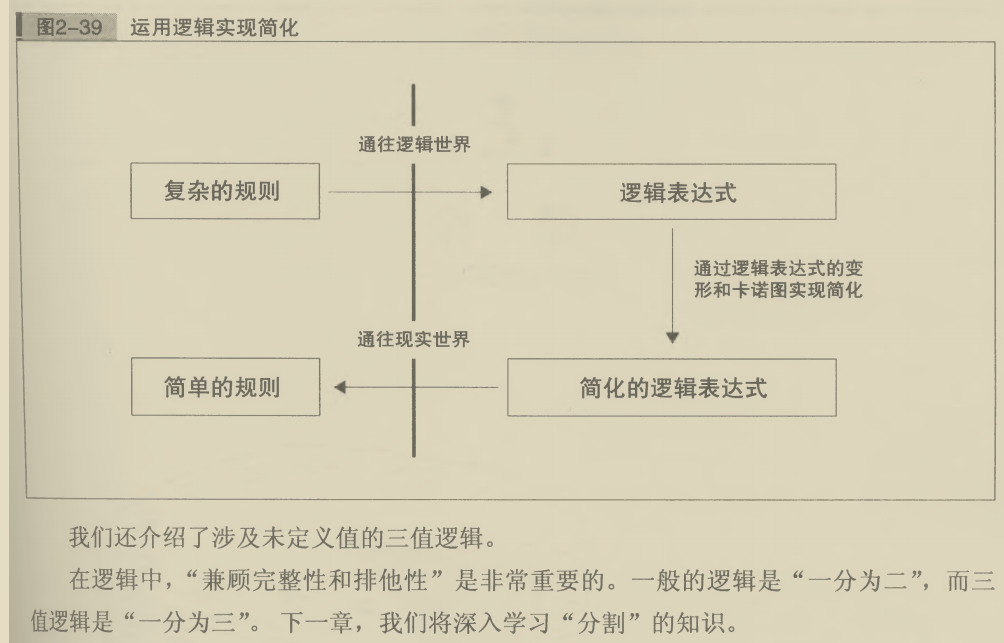 图2-39 运用逻辑实现简化
通往逻辑世界
复杂的规则
逻辑表达式
通过逻辑表达式的变
形和卡诺图实现简化
通往现实世界
简单的规则
简化的逻辑表达式
我们还介绍了涉及未定义值的三值逻辑。
在逻辑中，“兼顾完整性和排他性”是非常重要的。一般的逻辑是“一分为二”，而三
值逻辑是“一分为三”。下一章，我们将深入学习“分割”的知识。